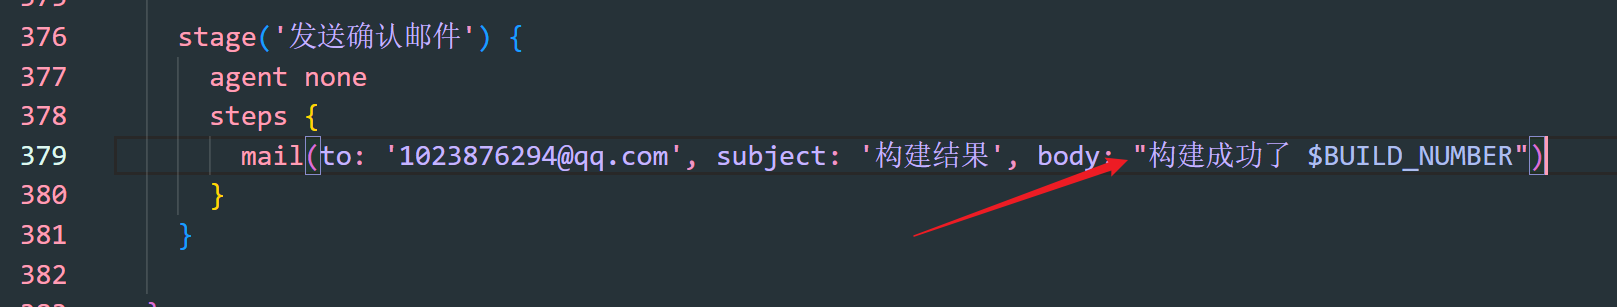 376 stage('发送确认邮件') {
377 agent none
378 steps {
379 mail(to: '1023876294@qq.com', subject: '构建结果', body: "构建成功了 $BUILD_NUMBER")
380 }
381 }
382